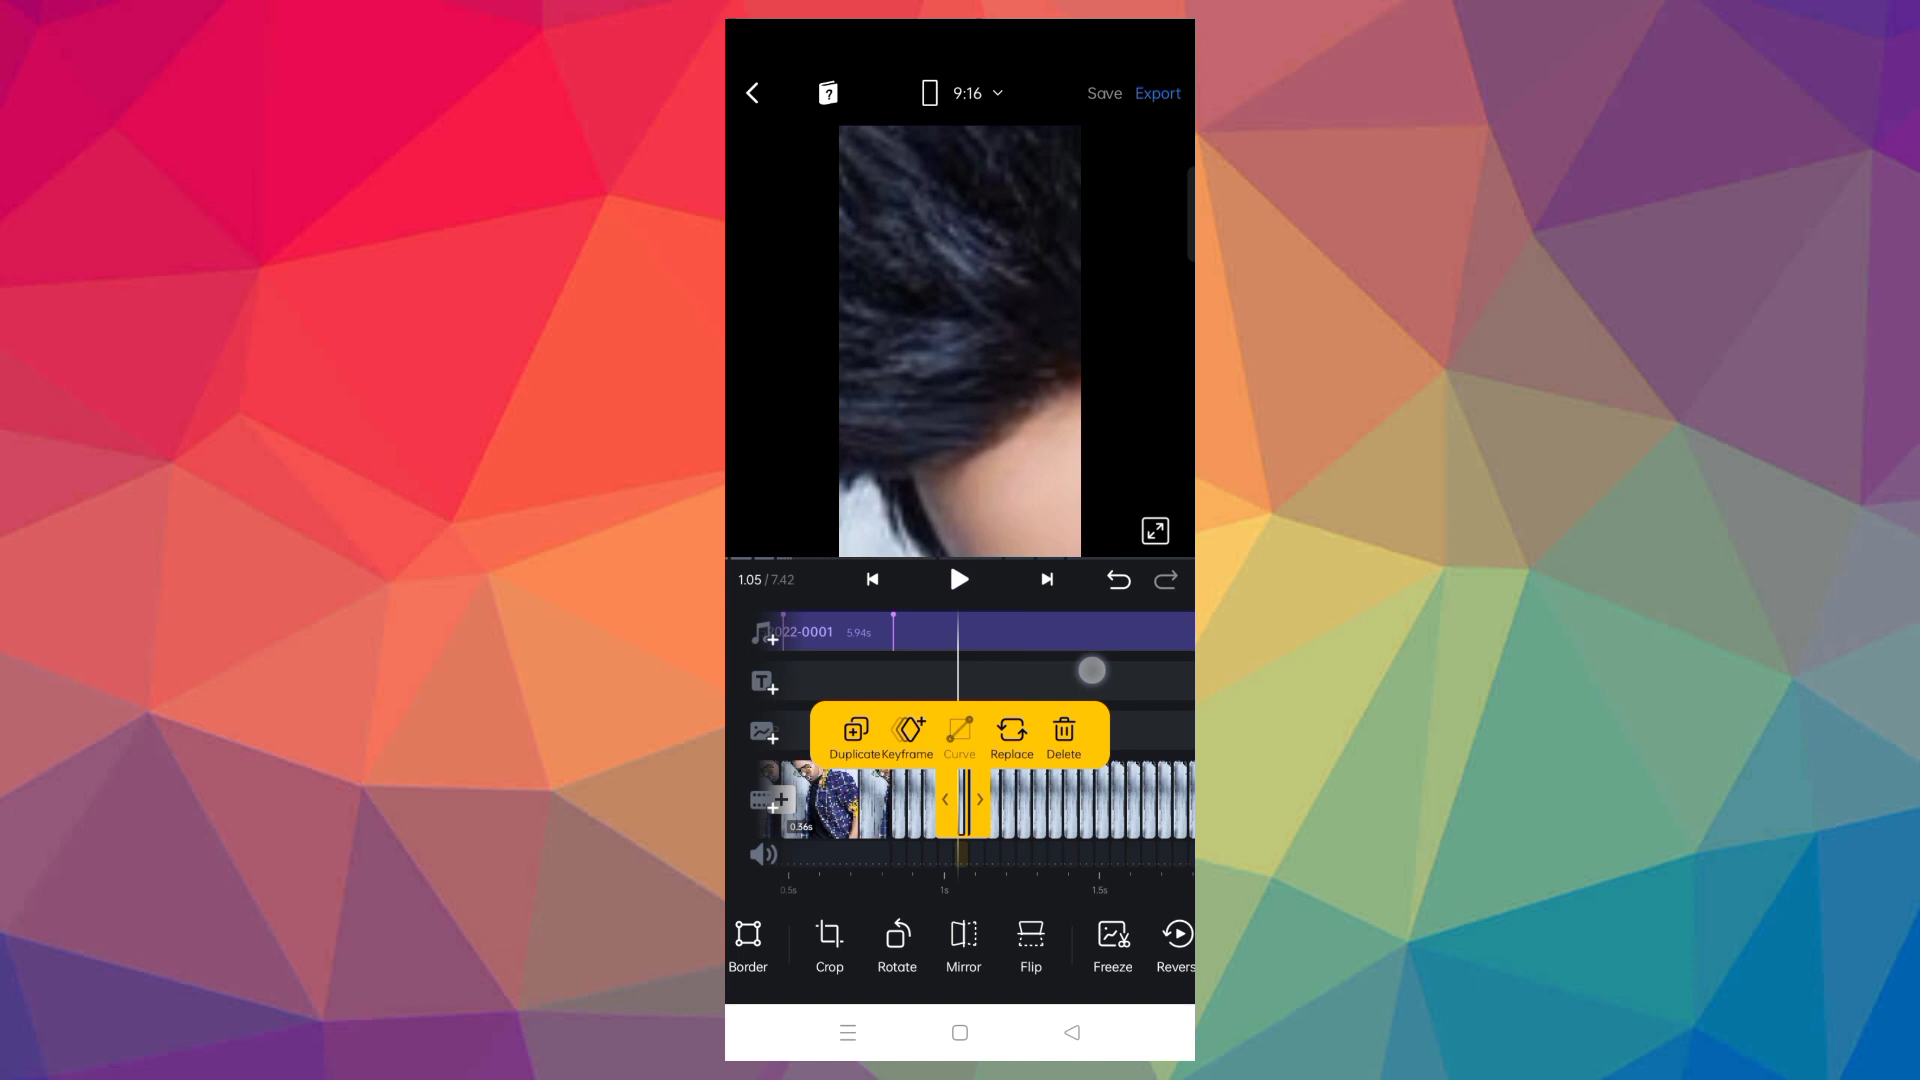 9:16
Save Export
1.05 / 7.42
022-0001 5.94s
T
Duplicate Keyframe Curve Replace Delete
0.36s
0.5s 1s 1.5s
Border Crop Rotate Mirror Flip Freeze Revers